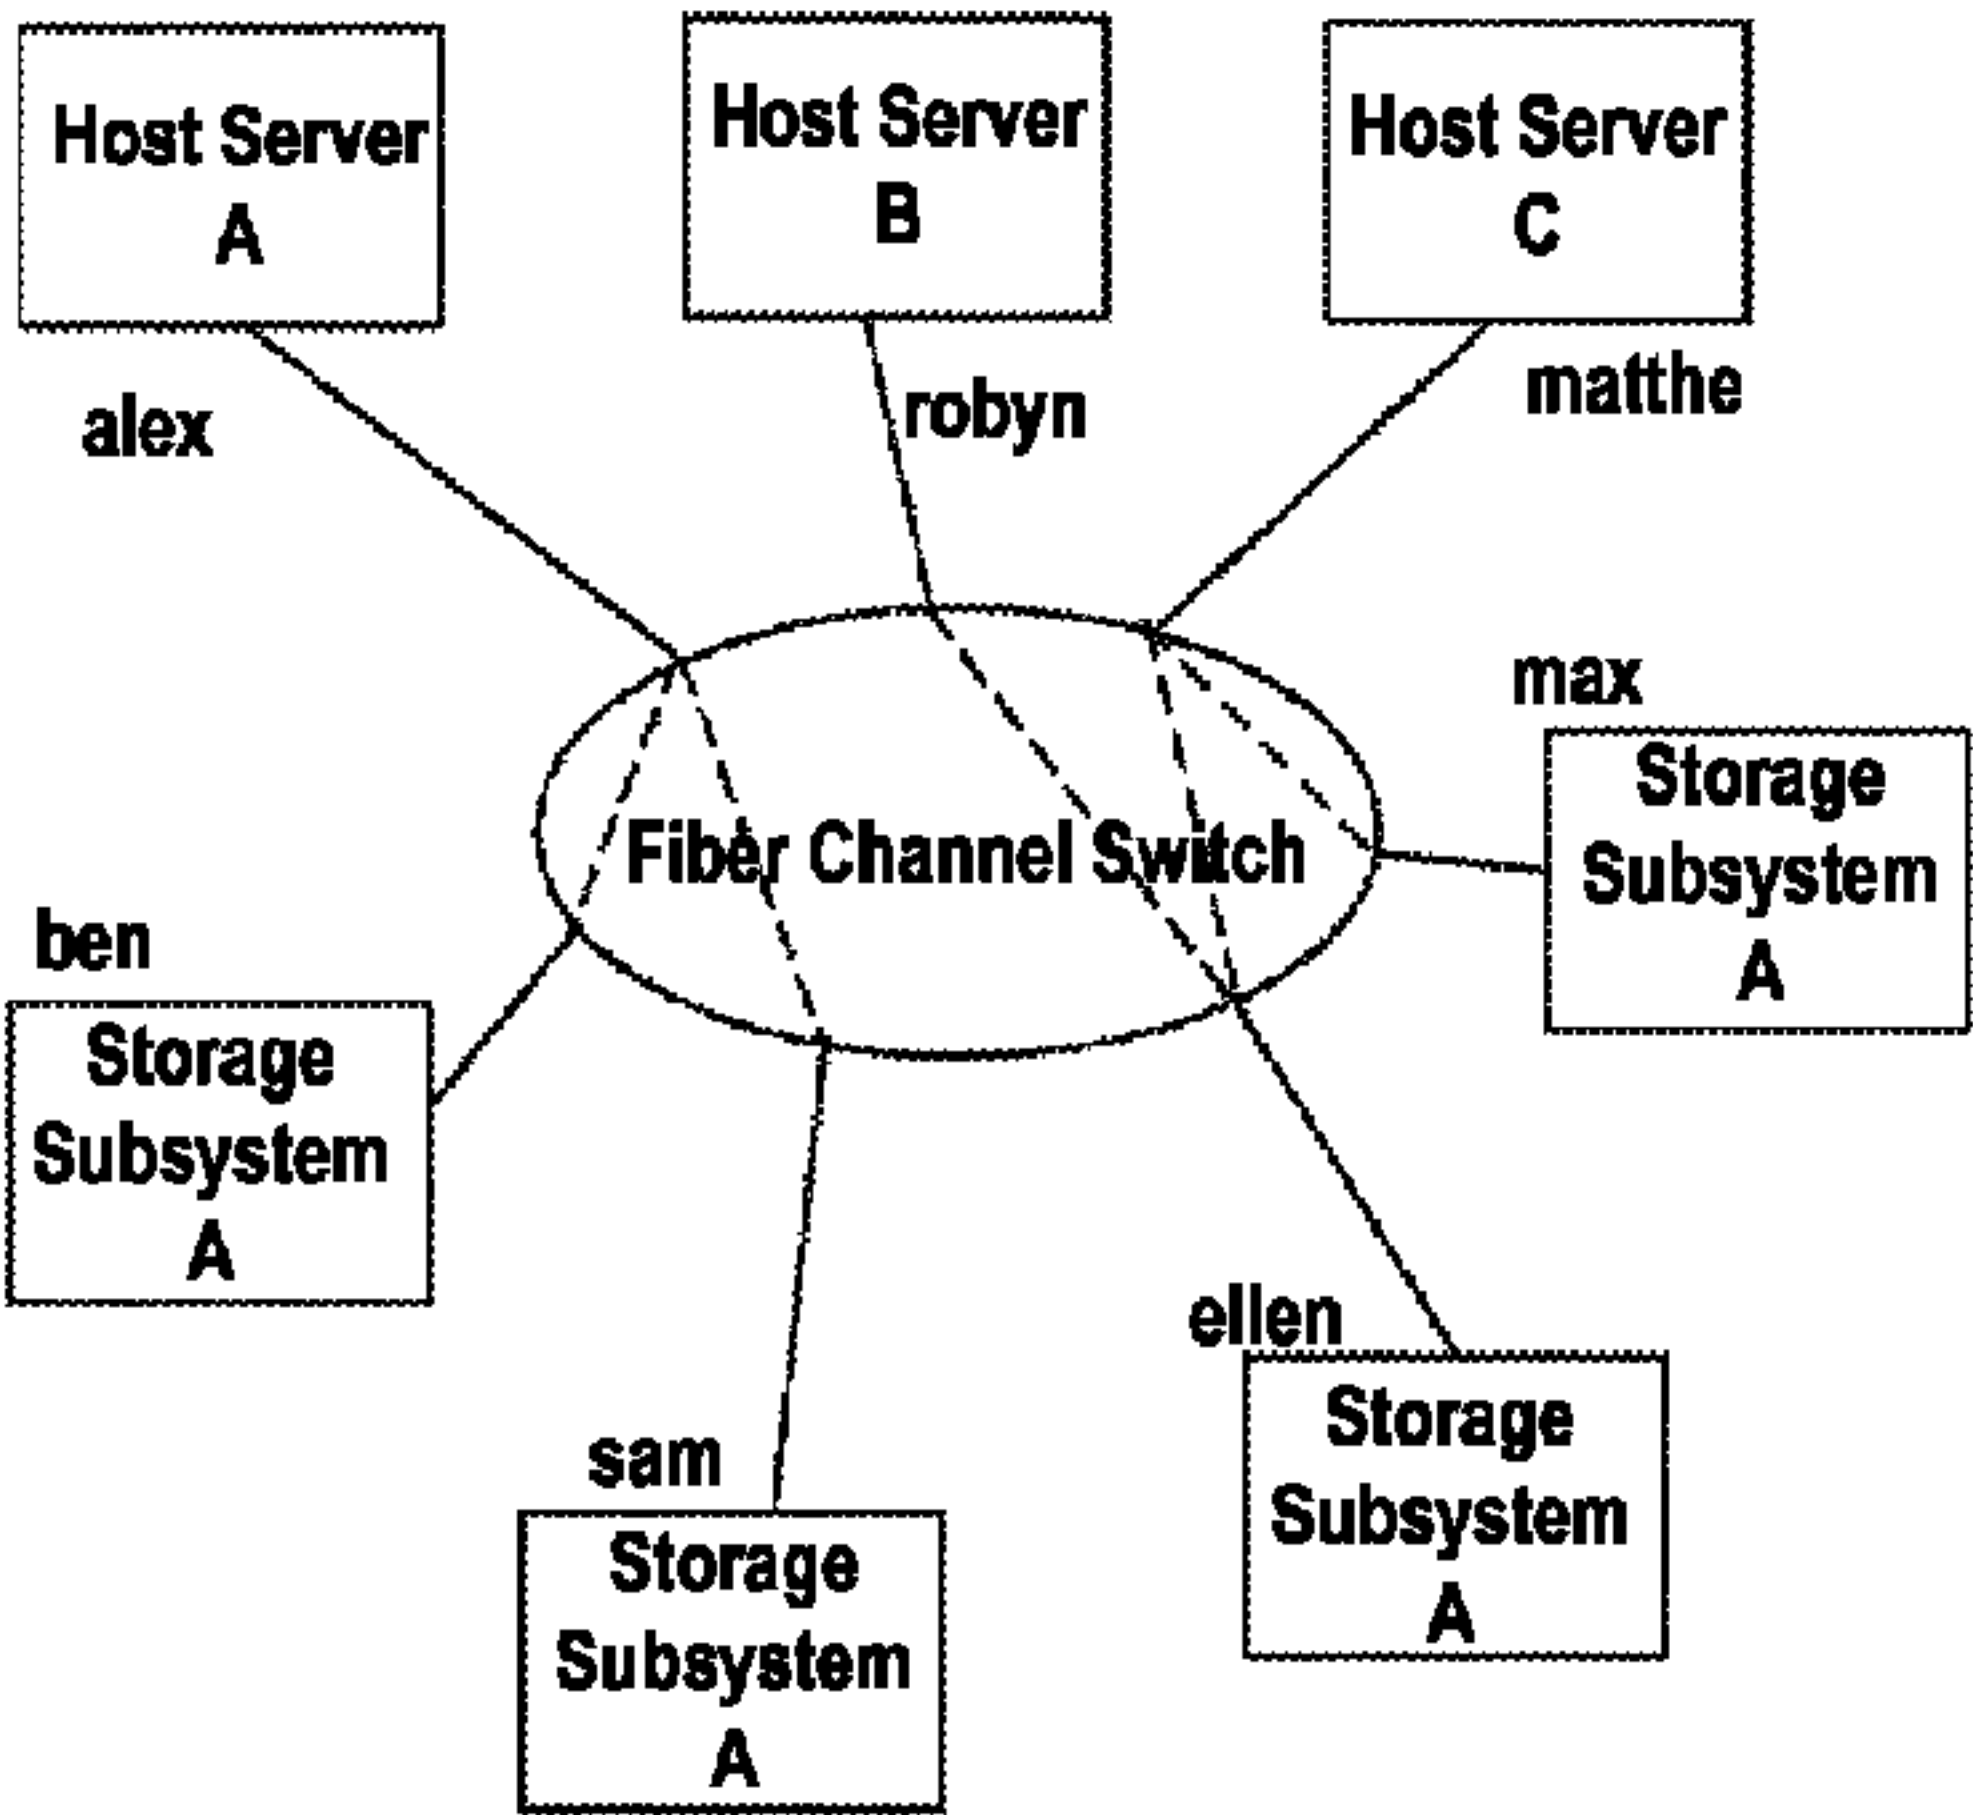 Host Server
A
Host Server
B
Host Server
C
alex
robyn
matthe
max
Storage
Subsystem
A
Fiber Channel Switch
ben
Storage
Subsystem
A
ellen
Storage
Subsystem
A
sam
Storage
Subsystem
A